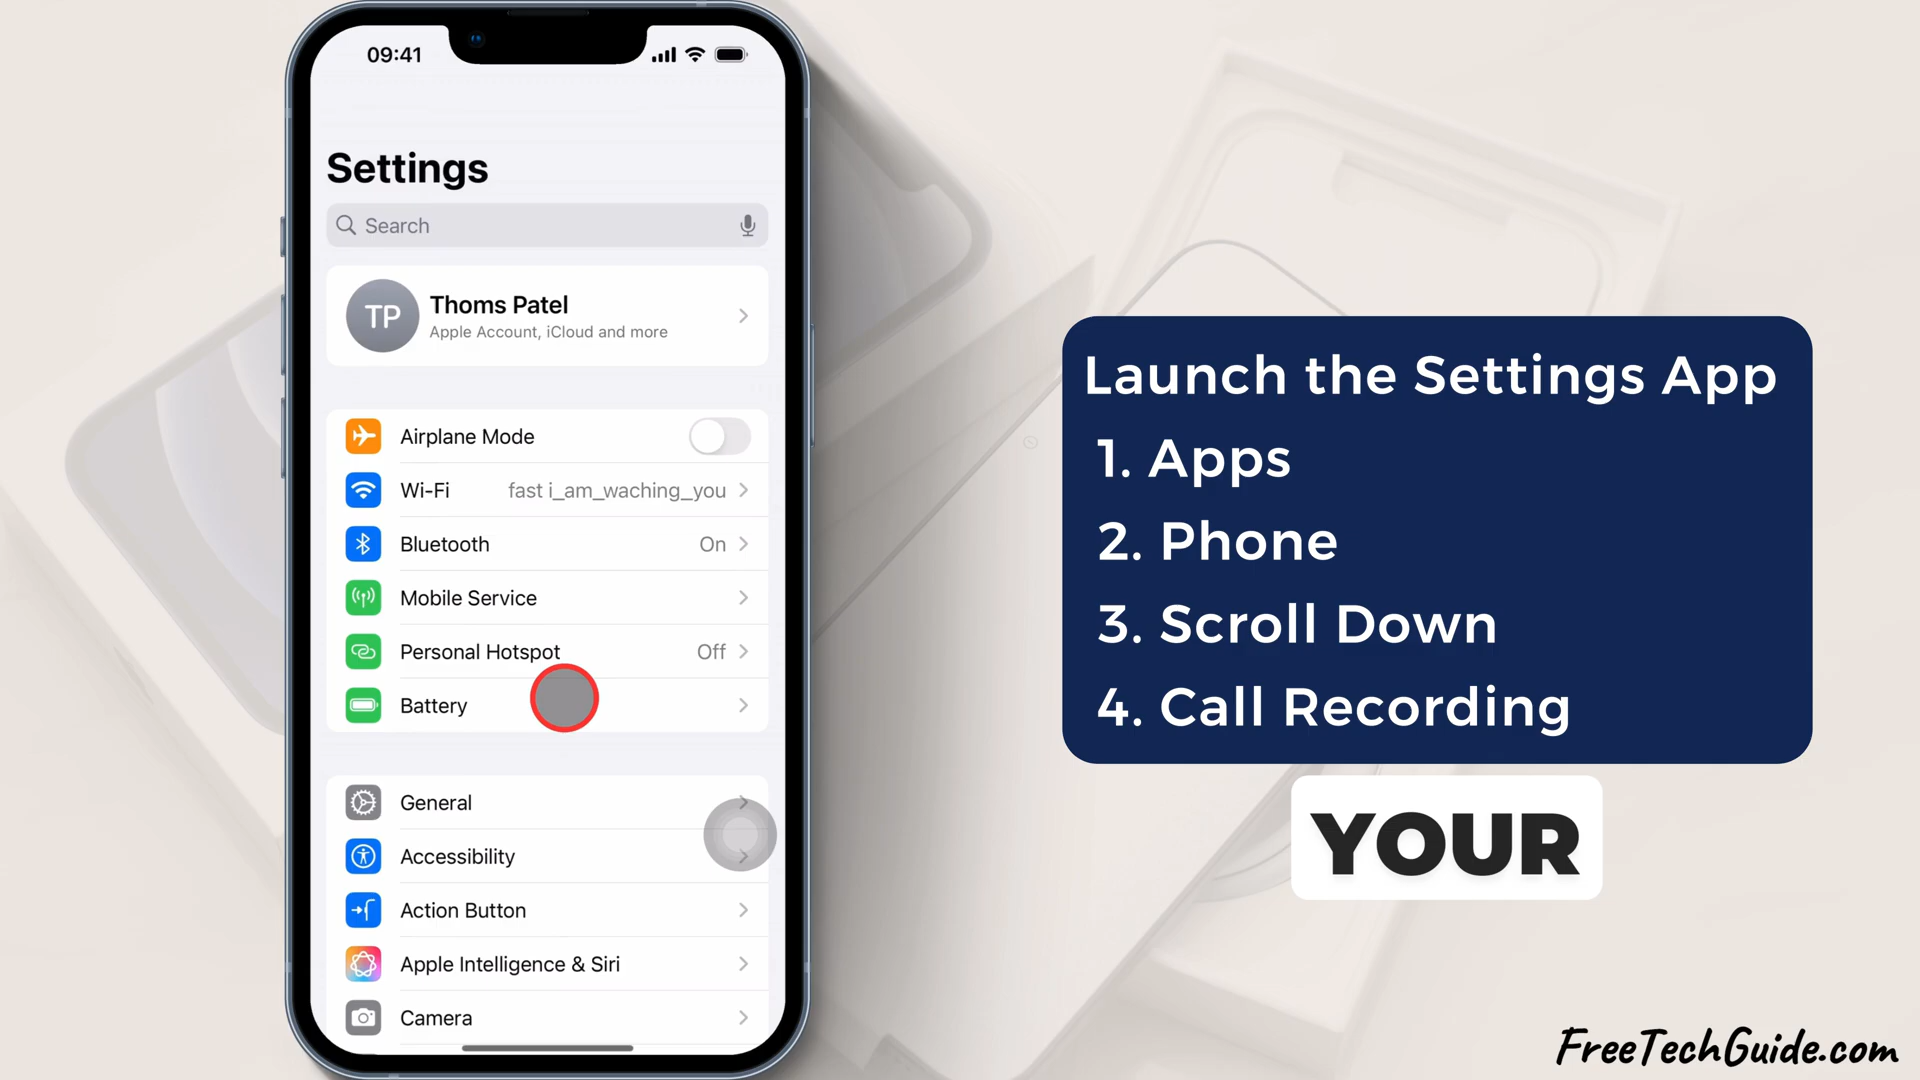 09:41
Settings
Search
TP
Thoms Patel
Apple Account, iCloud and more
Airplane Mode
Wi-Fi fast i_am_waching_you
Bluetooth On
Mobile Service
Personal Hotspot Off
Battery
General
Accessibility
Action Button
Apple Intelligence & Siri
Camera
Launch the Settings App
1. Apps
2. Phone
3. Scroll Down
4. Call Recording
YOUR
FreeTechGuide.com